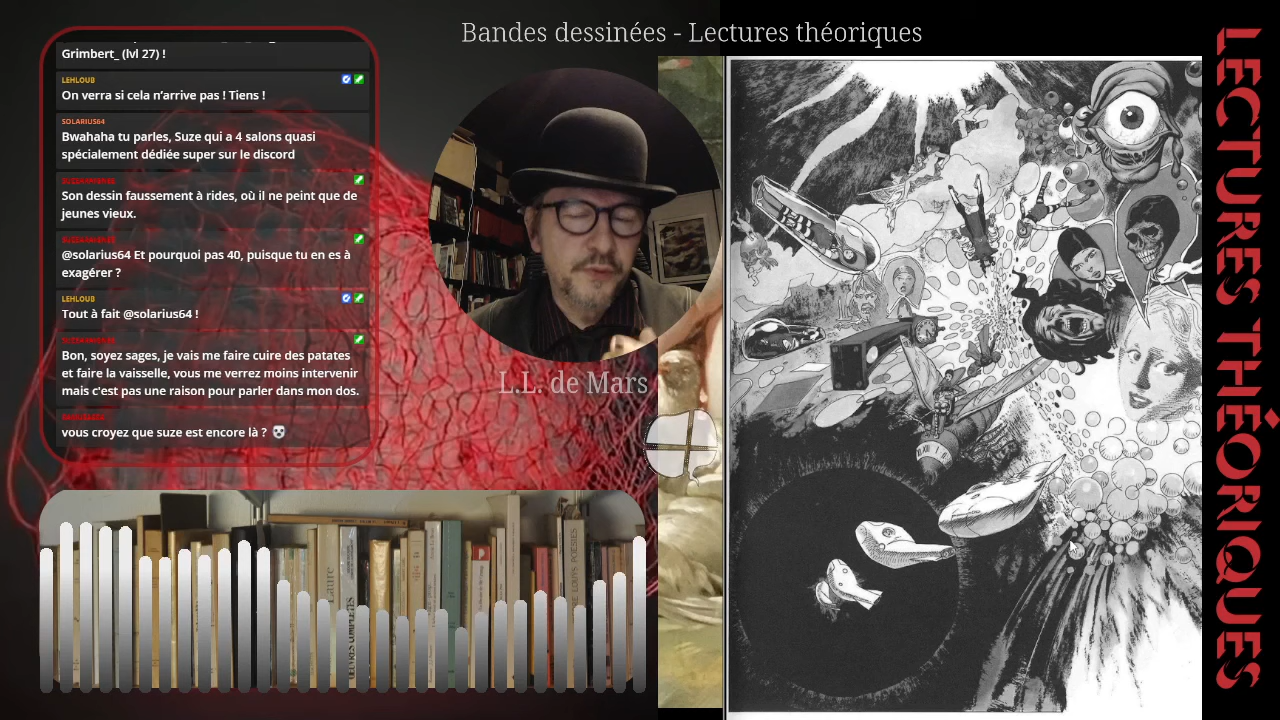 Bandes dessinées - Lectures théoriques
Grimbert_ (lvl 27) !
LEHLOUB
On verra si cela n'arrive pas ! Tiens !
SOLARIUS64
Bwahaha tu parles, Suze qui a 4 salons quasi
spécialement dédiée super sur le discord
Son dessin faussement à rides, où il ne peint que de
jeunes vieux.
@solarius64 Et pourquoi pas 40, puisque tu en es à
exagérer ?
LEHLOUB
Tout à fait @solarius64 !
Bon, soyez sages, je vais me faire cuire des patates
et faire la vaisselle, vous me verrez moins intervenir
mais c'est pas une raison pour parler dans mon dos.
vous croyez que suze est encore là ?
L.L. de Mars
LECTURES THÉORIQUES